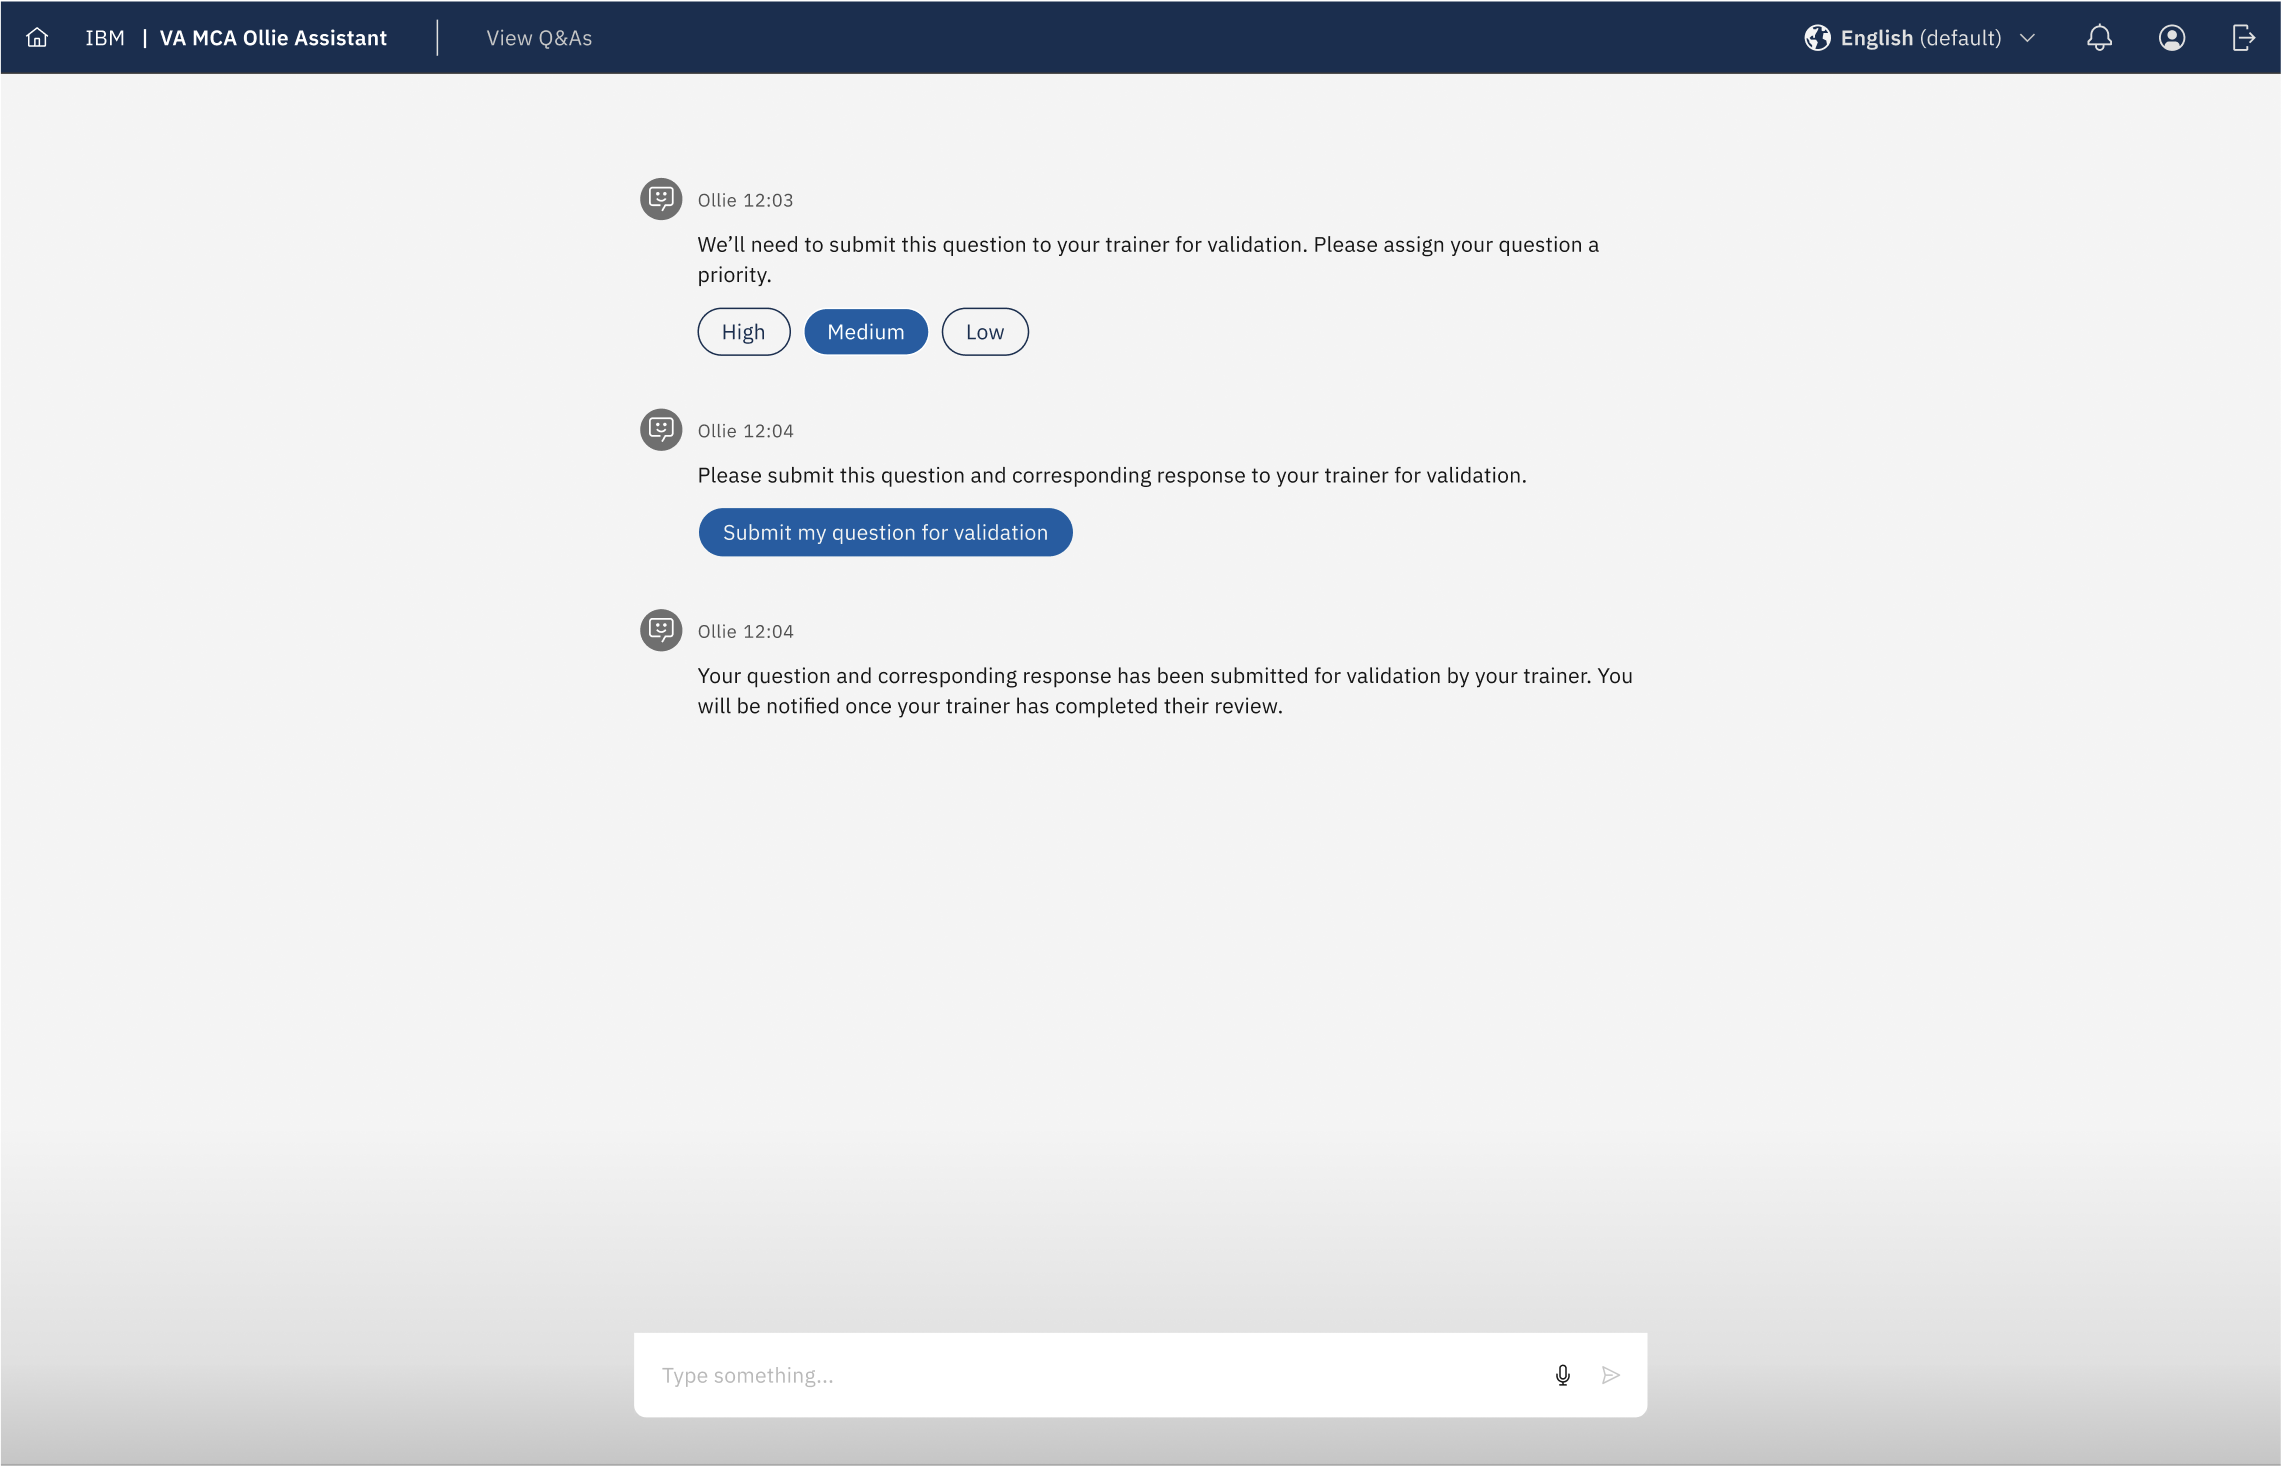 IBM | VA MCA Ollie Assistant View Q&As English (default)
Ollie 12:03
We’ll need to submit this question to your trainer for validation. Please assign your question a
priority.
High Medium Low
Ollie 12:04
Please submit this question and corresponding response to your trainer for validation.
Submit my question for validation
Ollie 12:04
Your question and corresponding response has been submitted for validation by your trainer. You
will be notified once your trainer has completed their review.
Type something...